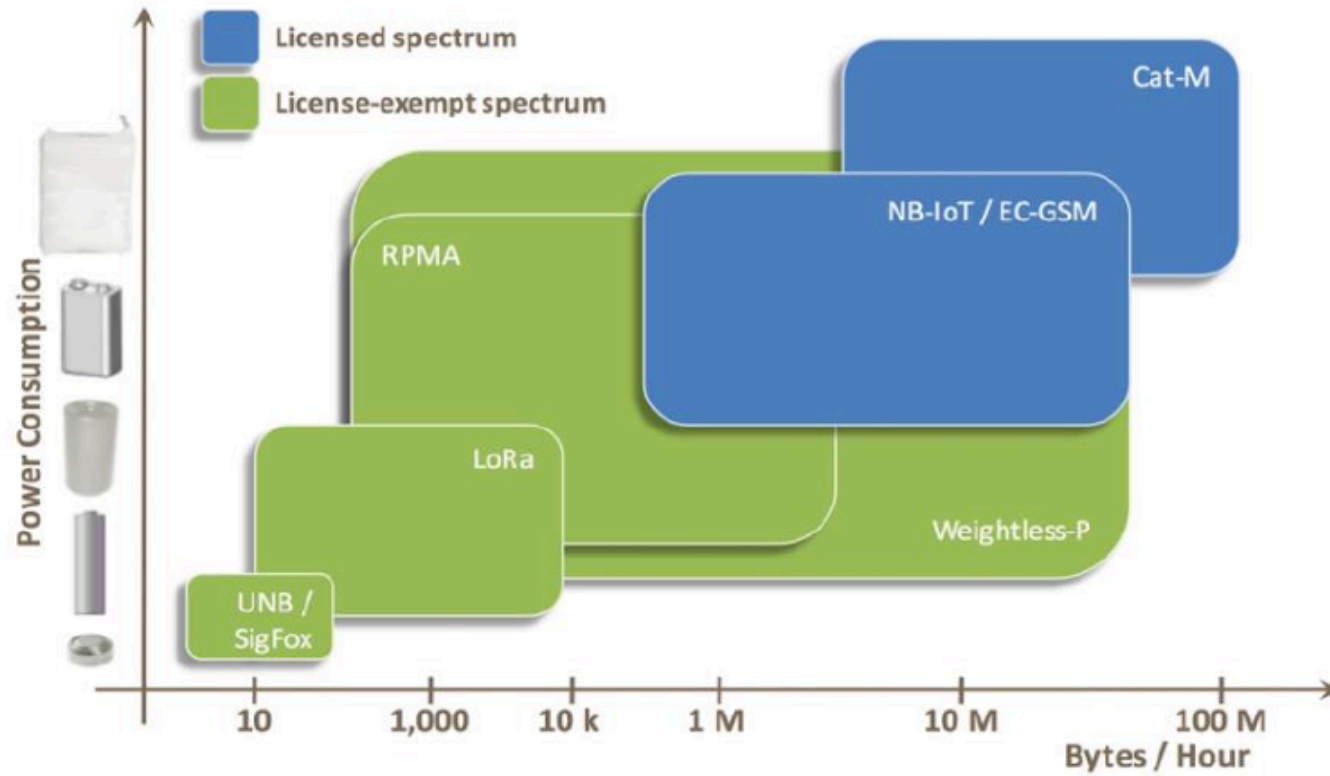 Licensed spectrum
License-exempt spectrum
Cat-M
NB-IoT / EC-GSM
RPMA
LoRa
Weightless-P
UNB /
SigFox
Power Consumption
10
1,000
10 k
1 M
10 M
100 M
Bytes / Hour